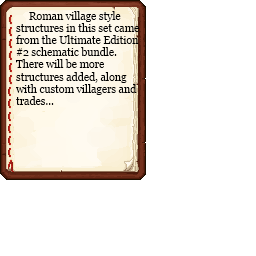 Roman village style
structures in this set came
from the Ultimate Edition
#2 schematic bundle.
There will be more
structures added, along
with custom villagers and
trades...